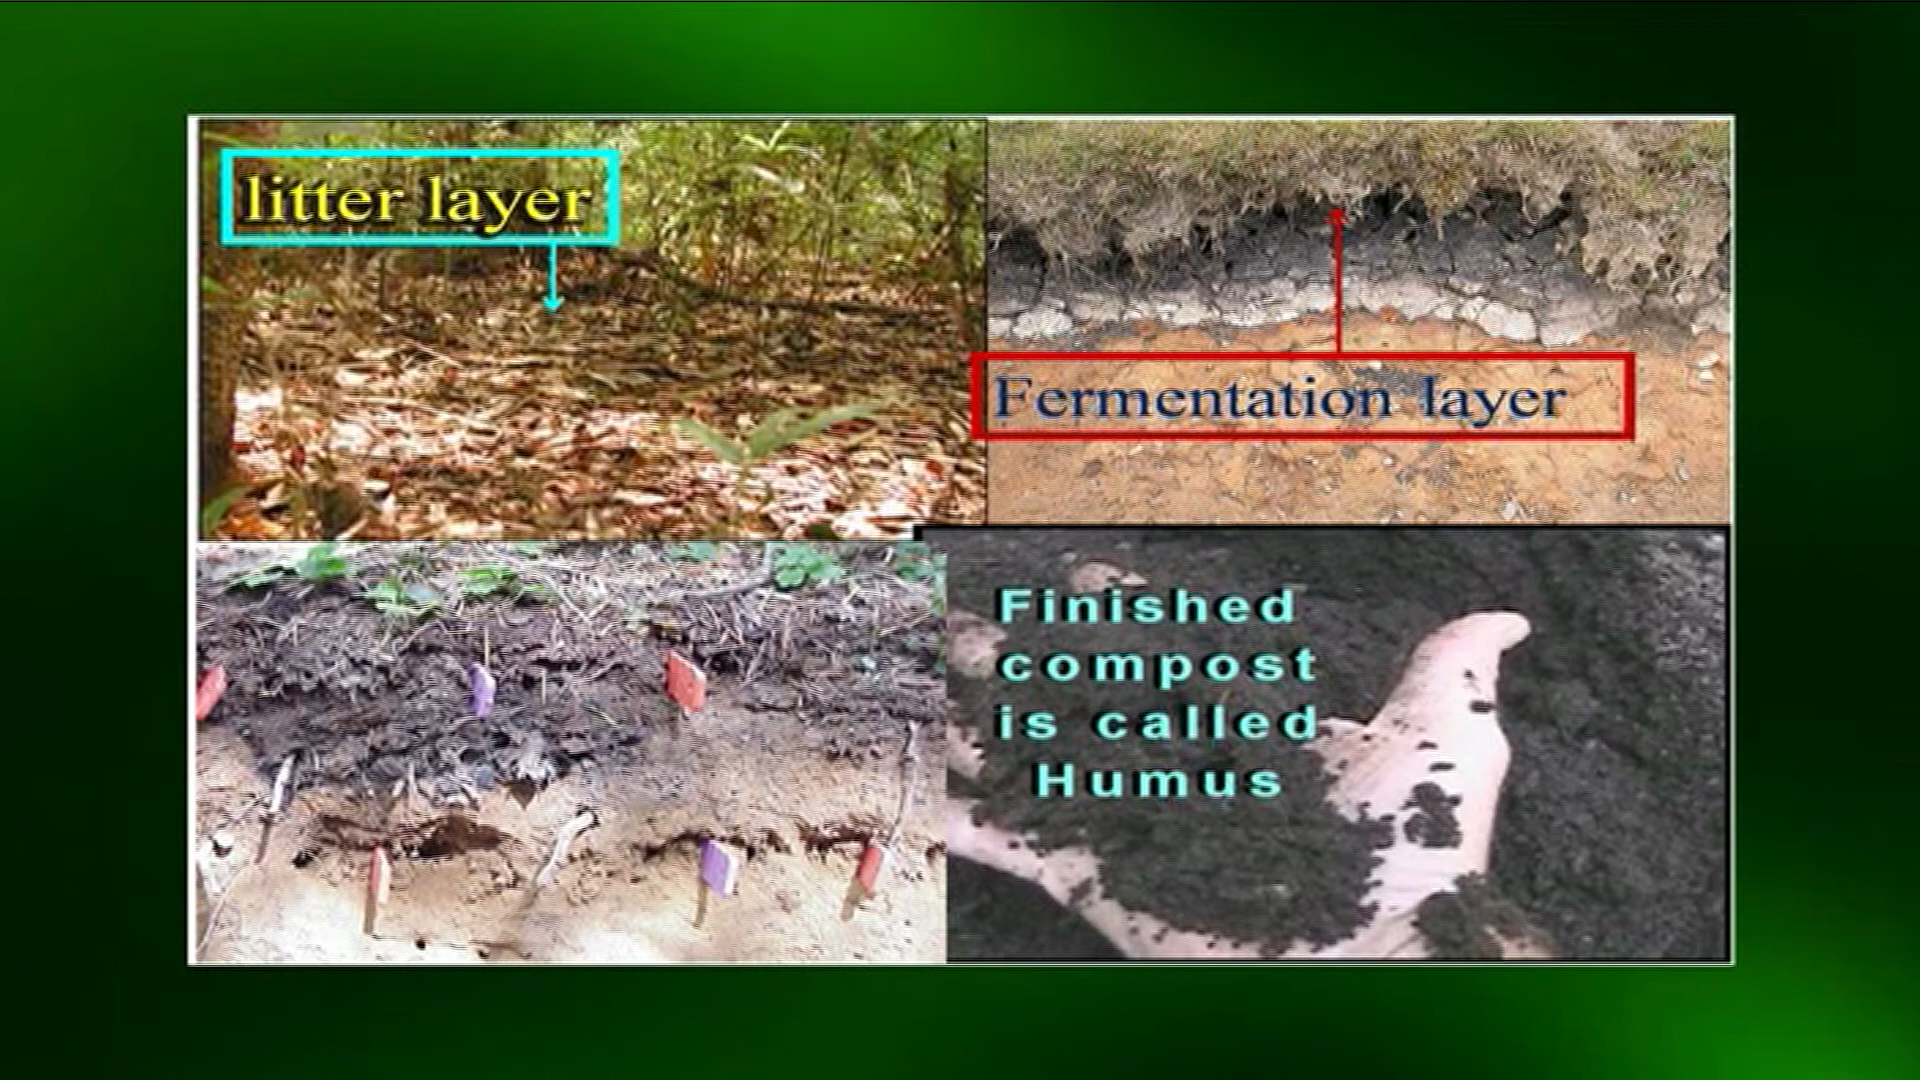 litter layer
Fermentation layer
Finished
compost
is called
Humus